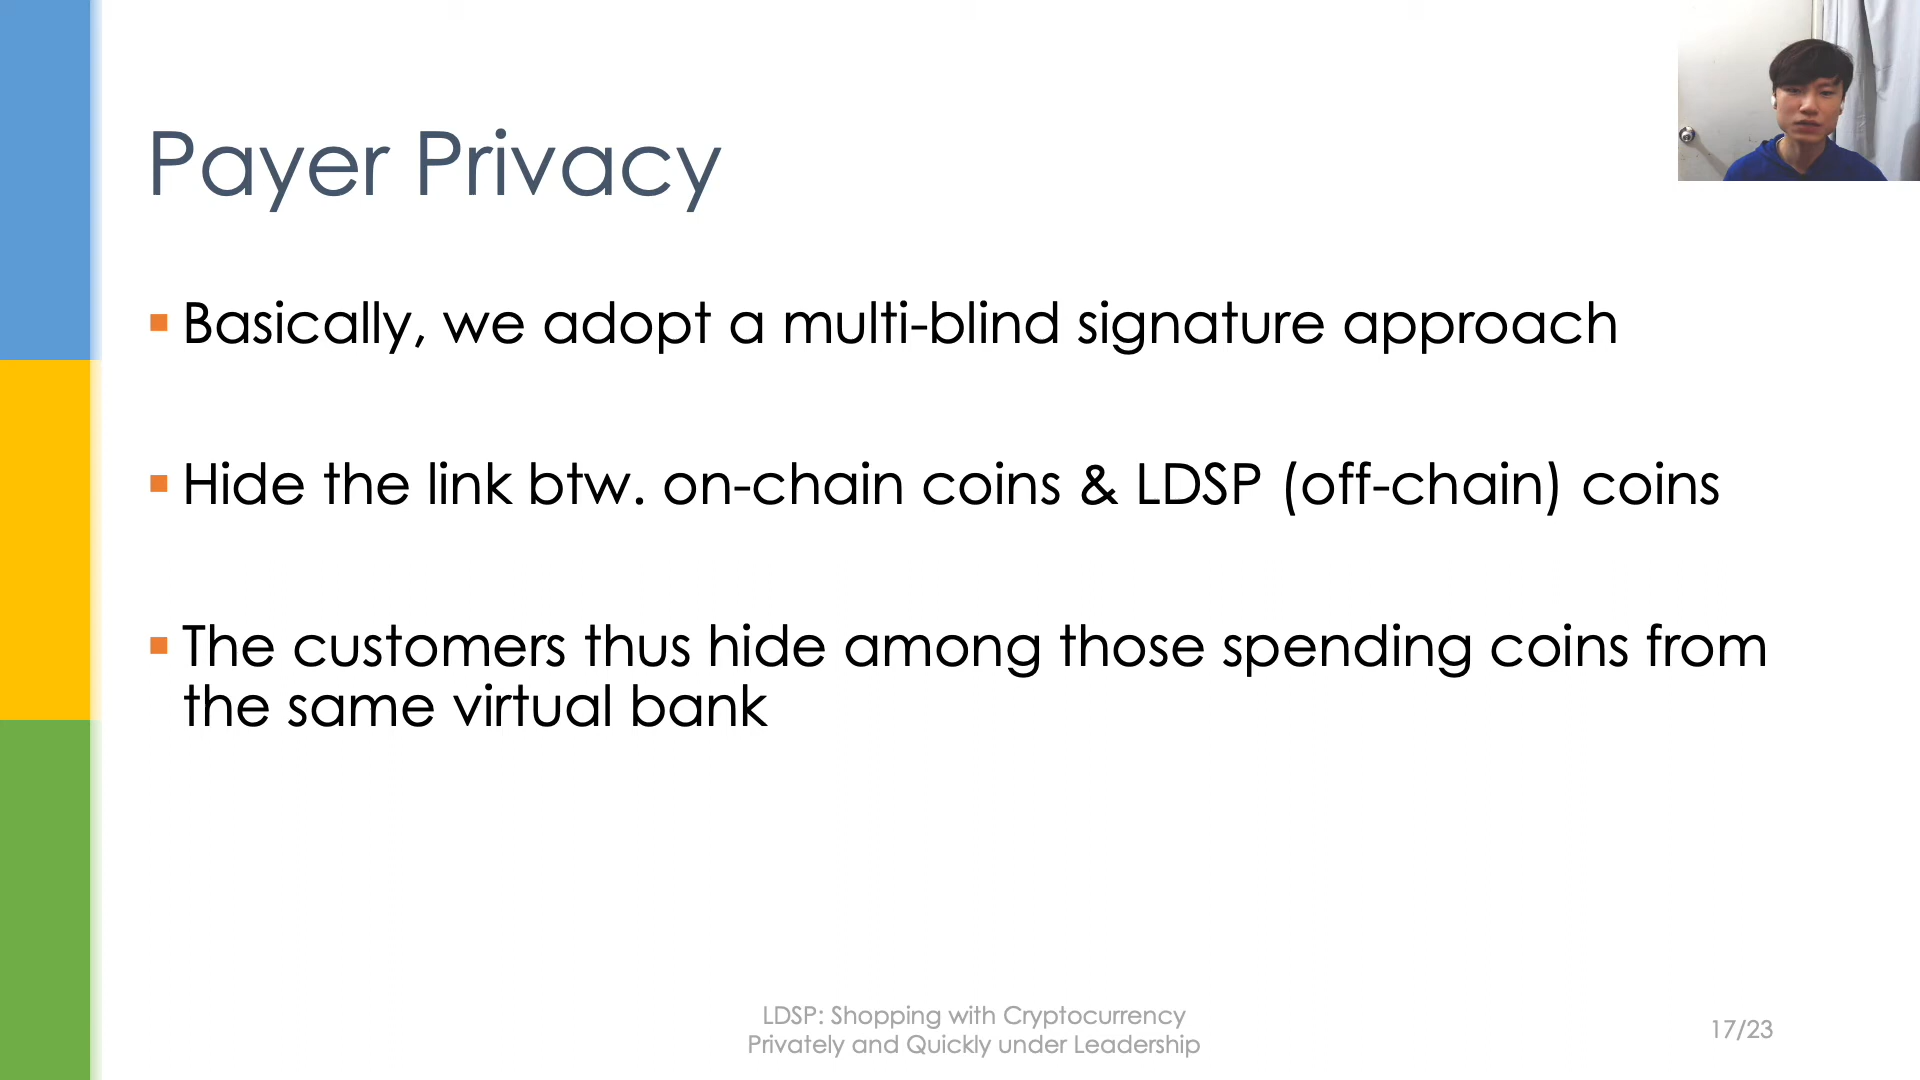 Payer Privacy
▪ Basically, we adopt a multi-blind signature approach
▪ Hide the link btw. on-chain coins & LDSP (off-chain) coins
▪ The customers thus hide among those spending coins from
the same virtual bank
LDSP: Shopping with Cryptocurrency
Privately and Quickly under Leadership
17/23